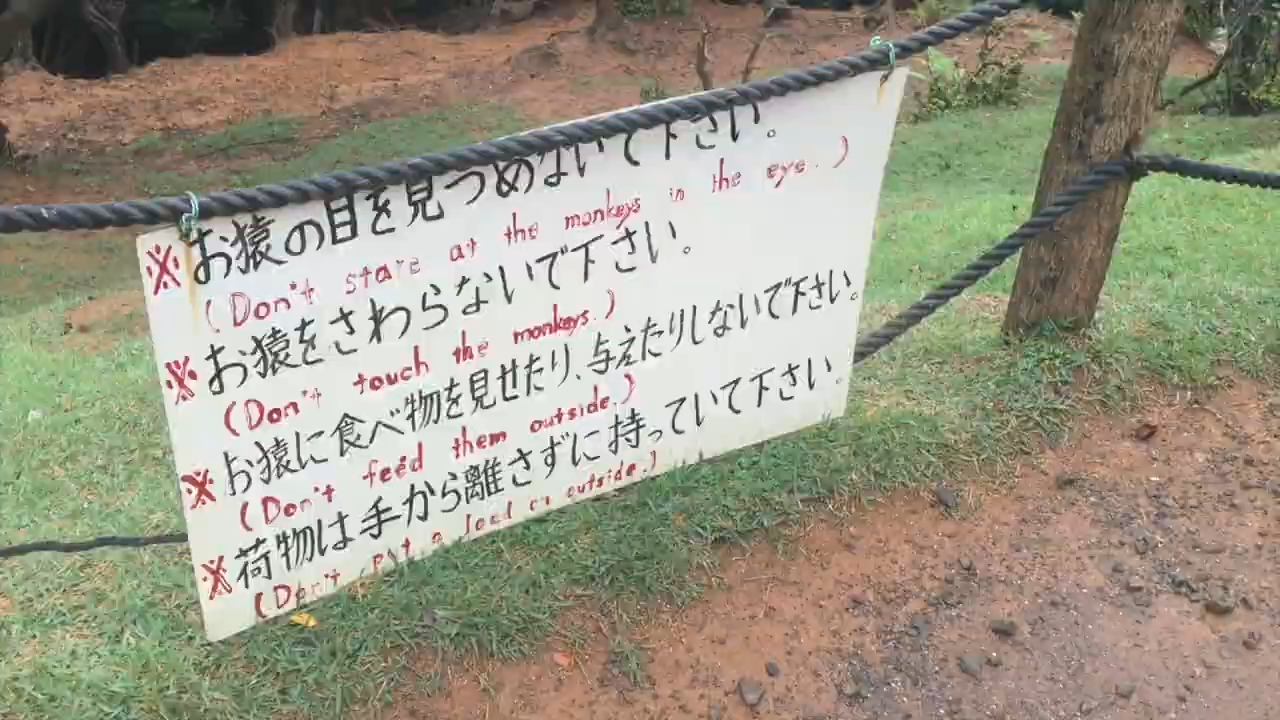 ※お猿の目を見つめないで下さい。
(Don't stare at the monkeys in the eye.)
※お猿をさわらないで下さい。
(Don't touch the monkeys.)
※お猿に食べ物を見せたり、与えたりしないで下さい。
(Don't feed them outside.)
※荷物は手から離さずに持っていて下さい。
(Don't put a load on outside.)